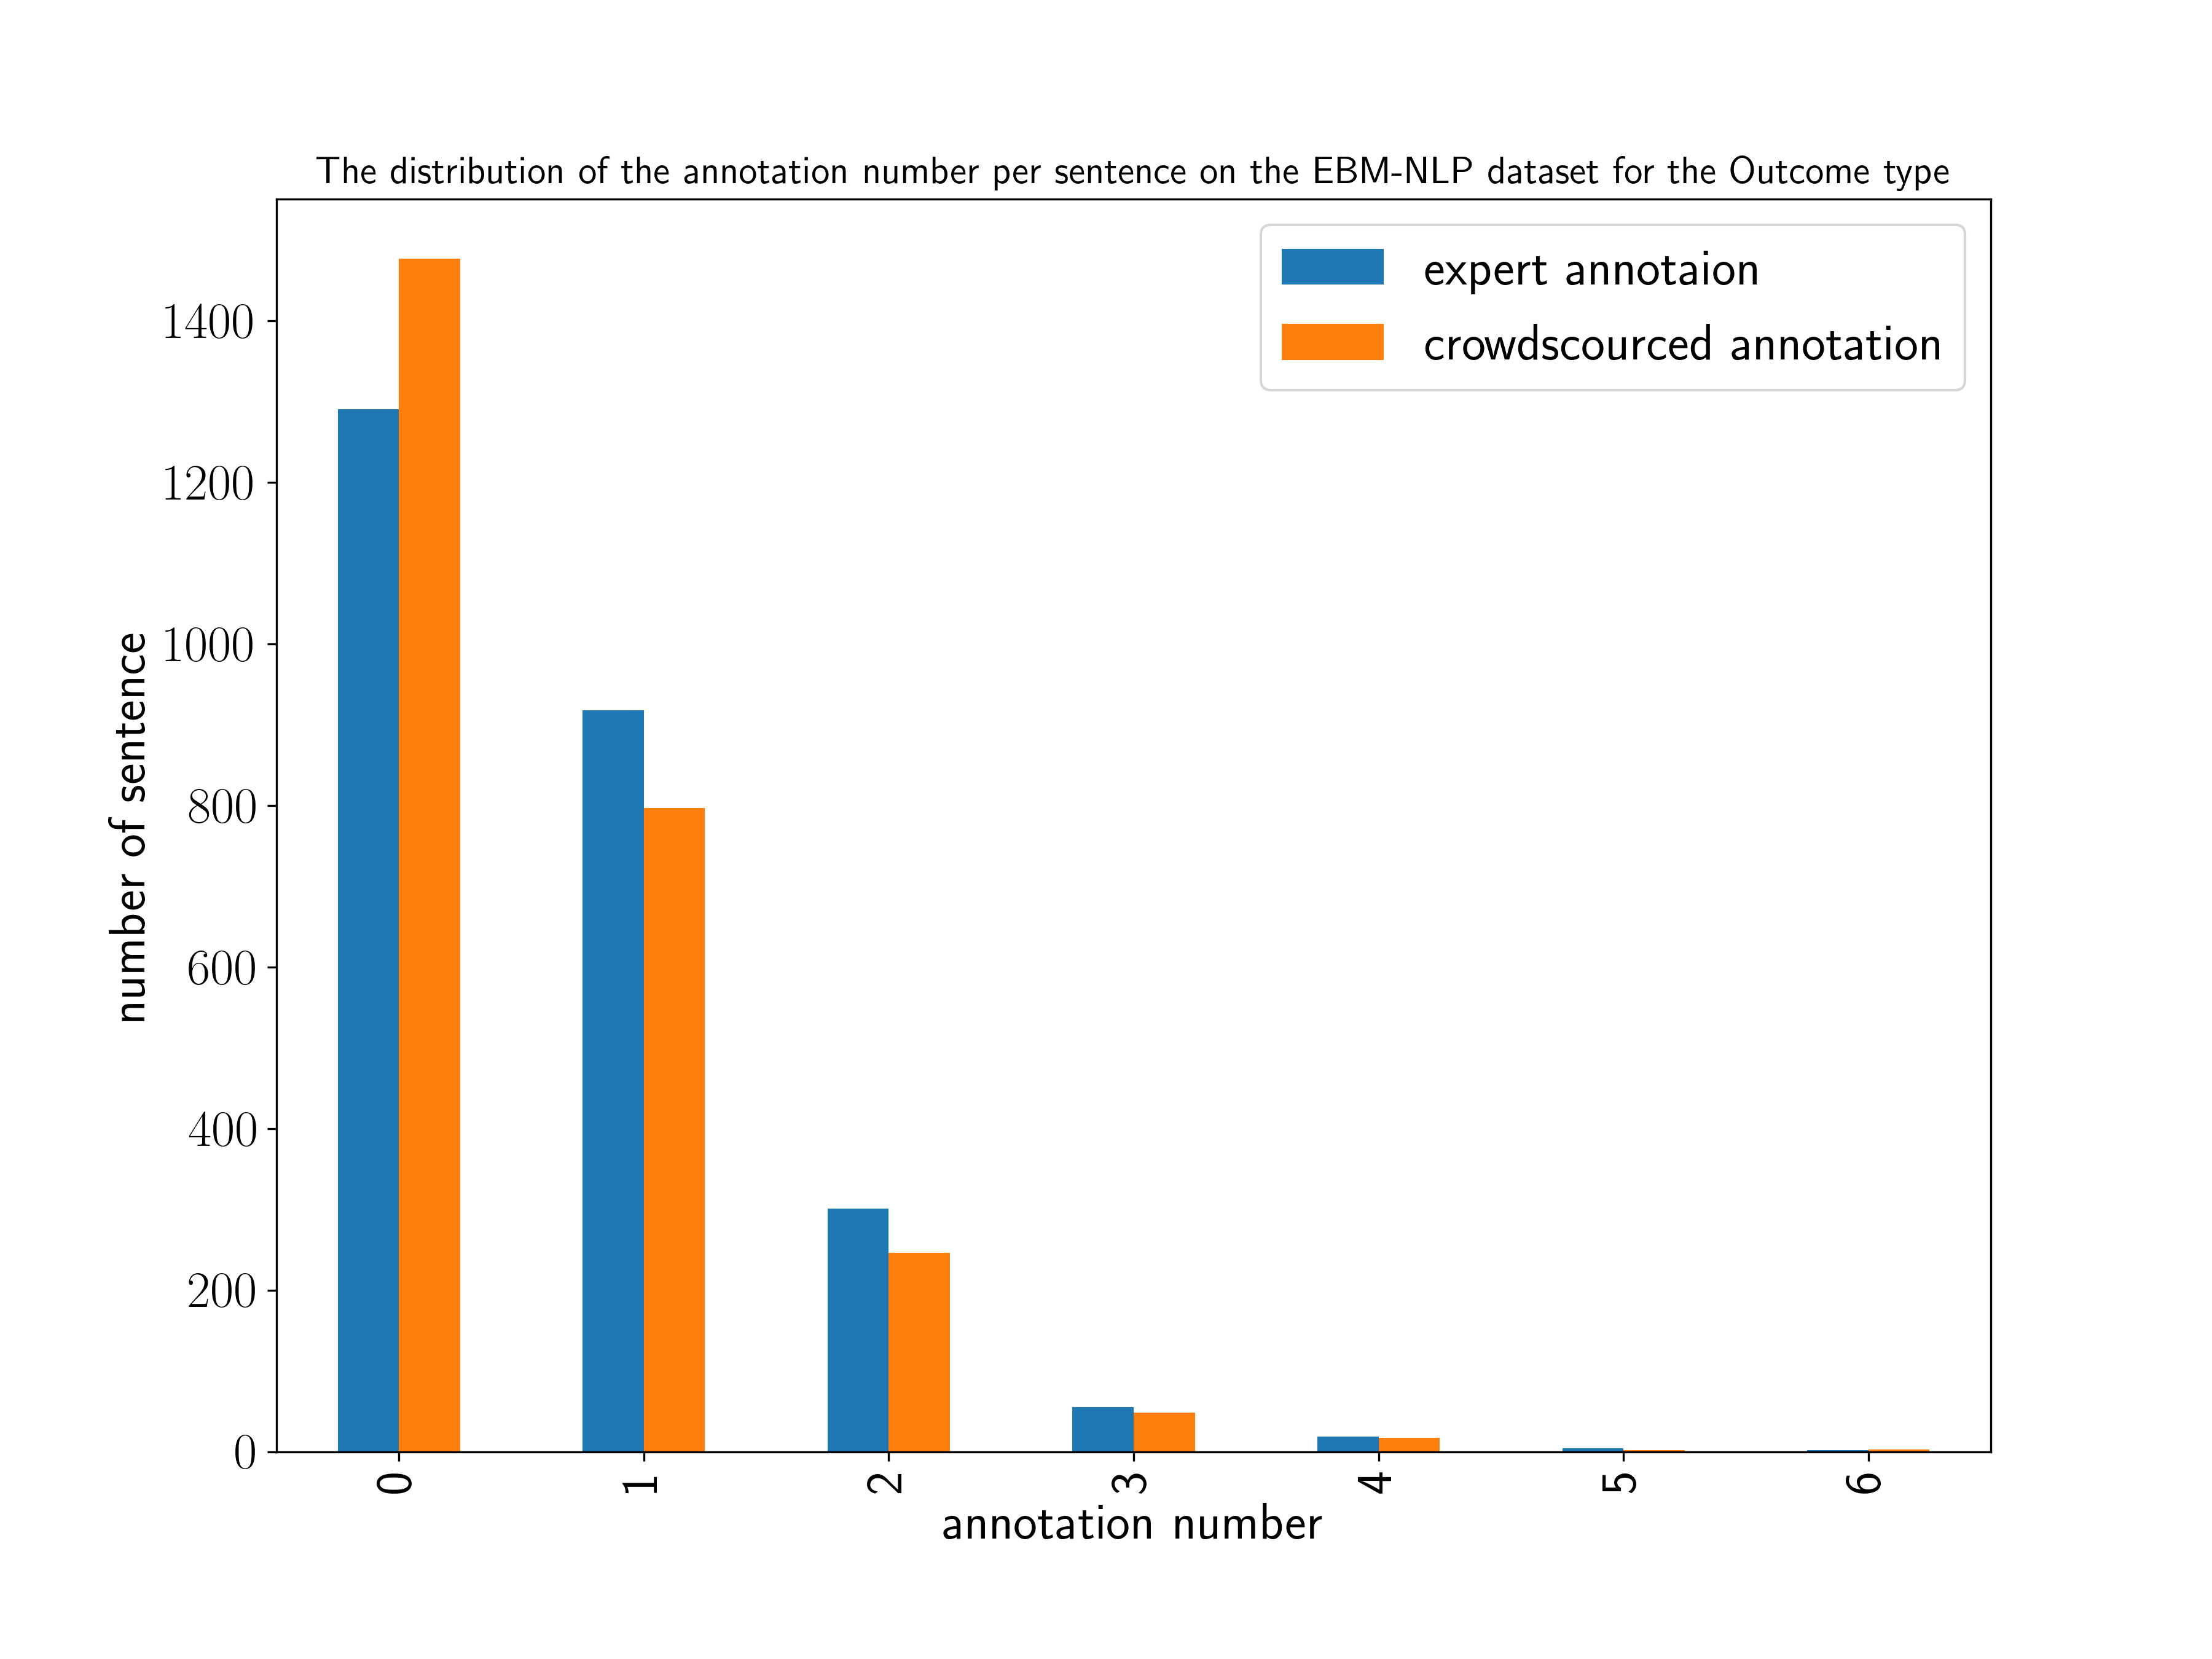 The distribution of the annotation number per sentence on the EBM-NLP dataset for the Outcome type
expert annotaion
crowdscourced annotation
1400
1200
1000
800
600
400
200
0
number of sentence
0 1 2 3 4 5 6
annotation number